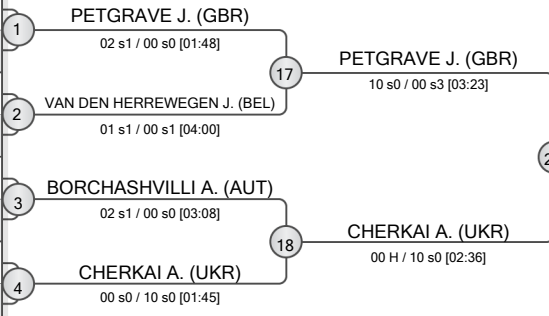 1
PETGRAVE J. (GBR)
02 s1 / 00 s0 [01:48]
17
PETGRAVE J. (GBR)
10 s0 / 00 s3 [03:23]
2
VAN DEN HERREWEGEN J. (BEL)
01 s1 / 00 s1 [04:00]
3
BORCHASHVILLI A. (AUT)
02 s1 / 00 s0 [03:08]
18
CHERKAI A. (UKR)
00 H / 10 s0 [02:36]
4
CHERKAI A. (UKR)
00 s0 / 10 s0 [01:45]